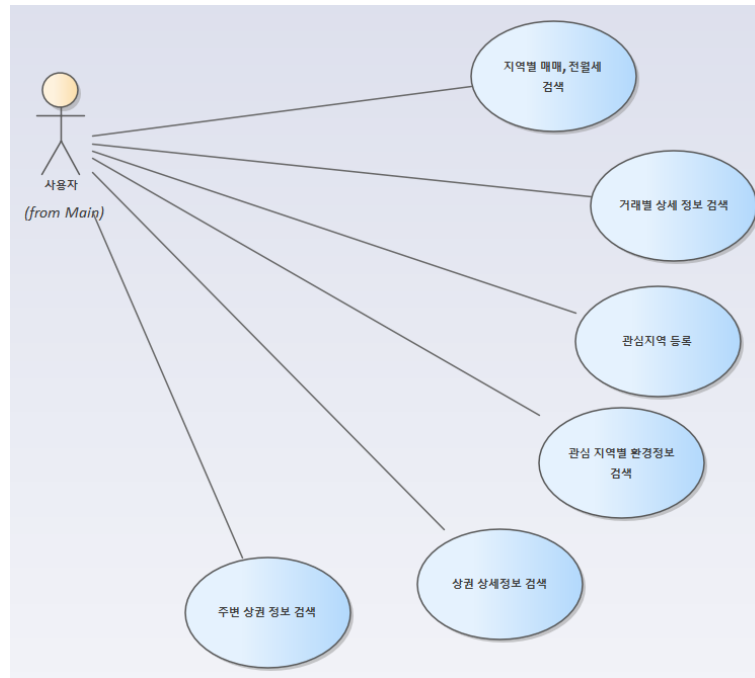 지역별 매매, 전월세
검색
사용자
(from Main)
거래별 상세 정보 검색
관심지역 등록
관심 지역별 환경정보
검색
상권 상세정보 검색
주변 상권 정보 검색